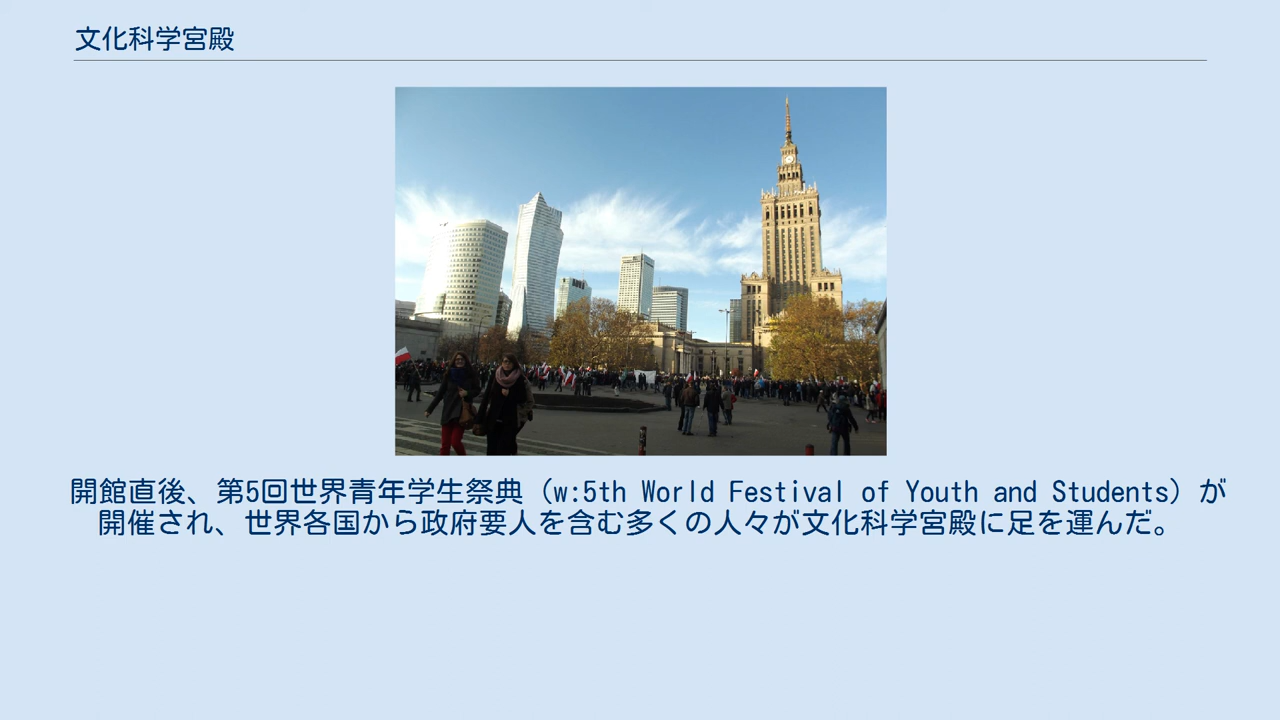 文化科学宮殿
開館直後、第5回世界青年学生祭典（w:5th World Festival of Youth and Students）が
開催され、世界各国から政府要人を含む多くの人々が文化科学宮殿に足を運んだ。